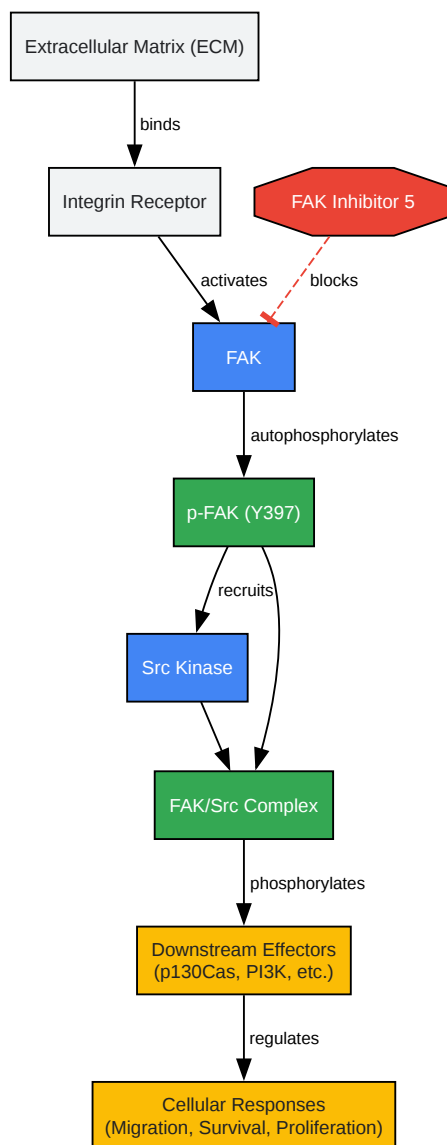 Extracellular Matrix (ECM)
binds
Integrin Receptor
FAK Inhibitor 5
activates
blocks
FAK
autophosphorylates
p-FAK (Y397)
recruits
Src Kinase
FAK/Src Complex
phosphorylates
Downstream Effectors
(p130Cas, PI3K, etc.)
regulates
Cellular Responses
(Migration, Survival, Proliferation)